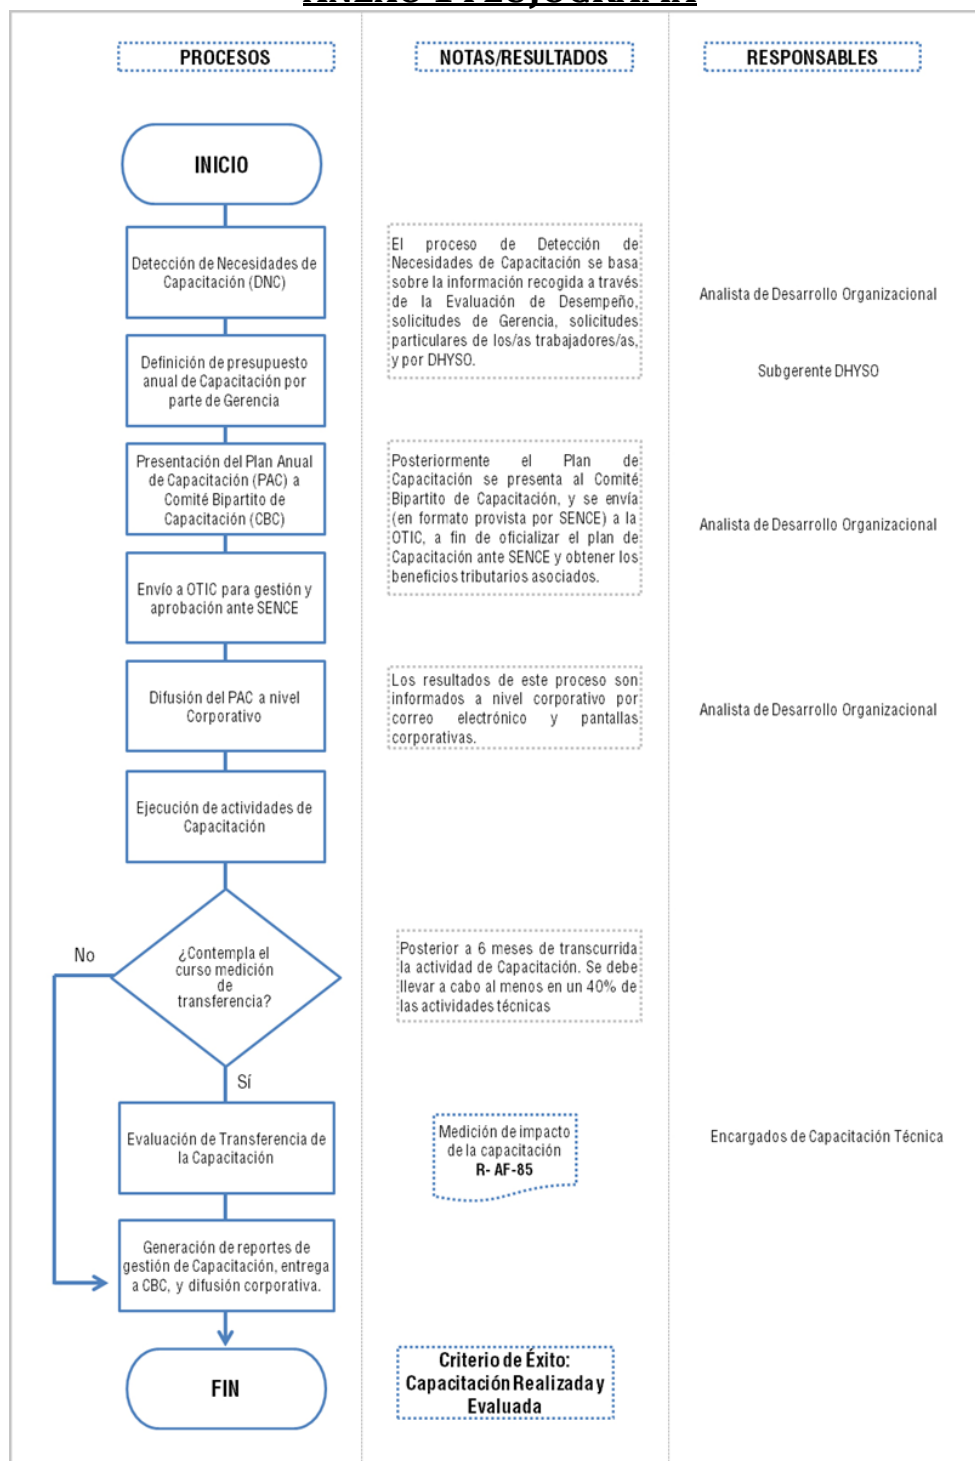 ANEXO 1 FLUJOGRAMA
PROCESOS
NOTAS/RESULTADOS
RESPONSABLES
INICIO
Detección de Necesidades de
Capacitación (DNC)
El proceso de Detección de
Necesidades de Capacitación se basa
sobre la información recogida a través
de la Evaluación de Desempeño,
solicitudes de Gerencia, solicitudes
particulares de los/as trabajadores/as,
y por DHYSO.
Analista de Desarrollo Organizacional
Definición de presupuesto
anual de Capacitación por
parte de Gerencia
Subgerente DHYSO
Presentación del Plan Anual
de Capacitación (PAC) a
Comité Bipartito de
Capacitación (CBC)
Posteriormente el Plan de
Capacitación se presenta al Comité
Bipartito de Capacitación, y se envía
(en formato provista por SENCE) a la
OTIC, a fin de oficializar el plan de
Capacitación ante SENCE y obtener los
beneficios tributarios asociados.
Analista de Desarrollo Organizacional
Envío a OTIC para gestión y
aprobación ante SENCE
Difusión del PAC a nivel
Corporativo
Los resultados de este proceso son
informados a nivel corporativo por
correo electrónico y pantallas
corporativas.
Analista de Desarrollo Organizacional
Ejecución de actividades de
Capacitación
No
¿Contempla el
curso medición
de
transferencia?
Posterior a 6 meses de transcurrida
la actividad de Capacitación. Se debe
llevar a cabo al menos en un 40% de
las actividades técnicas
Sí
Evaluación de Transferencia de
la Capacitación
Medición de impacto
de la capacitación
R- AF-85
Encargados de Capacitación Técnica
Generación de reportes de
gestión de Capacitación, entrega
a CBC, y difusión corporativa.
FIN
Criterio de Éxito:
Capacitación Realizada y
Evaluada